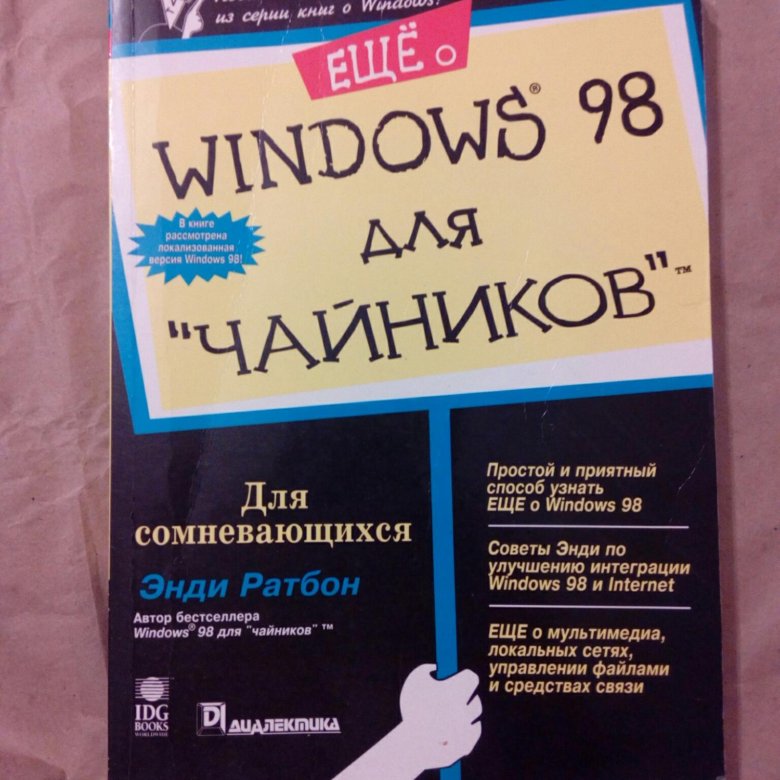 из серии книг о Windows!
ЕЩЁ о
WINDOWS® 98
для
"ЧАЙНИКОВ"™
В книге
рассмотрена
локализованная
версия Windows 98!
Для
сомневающихся
Энди Ратбон
Автор бестселлера
Windows® 98 для "чайников" ™
IDG
BOOKS
WORLDWIDE
ДИАЛЕКТИКА
Простой и приятный
способ узнать
ЕЩЕ о Windows 98
Советы Энди по
улучшению интеграции
Windows 98 и Internet
ЕЩЕ о мультимедиа,
локальных сетях,
управлении файлами
и средствах связи